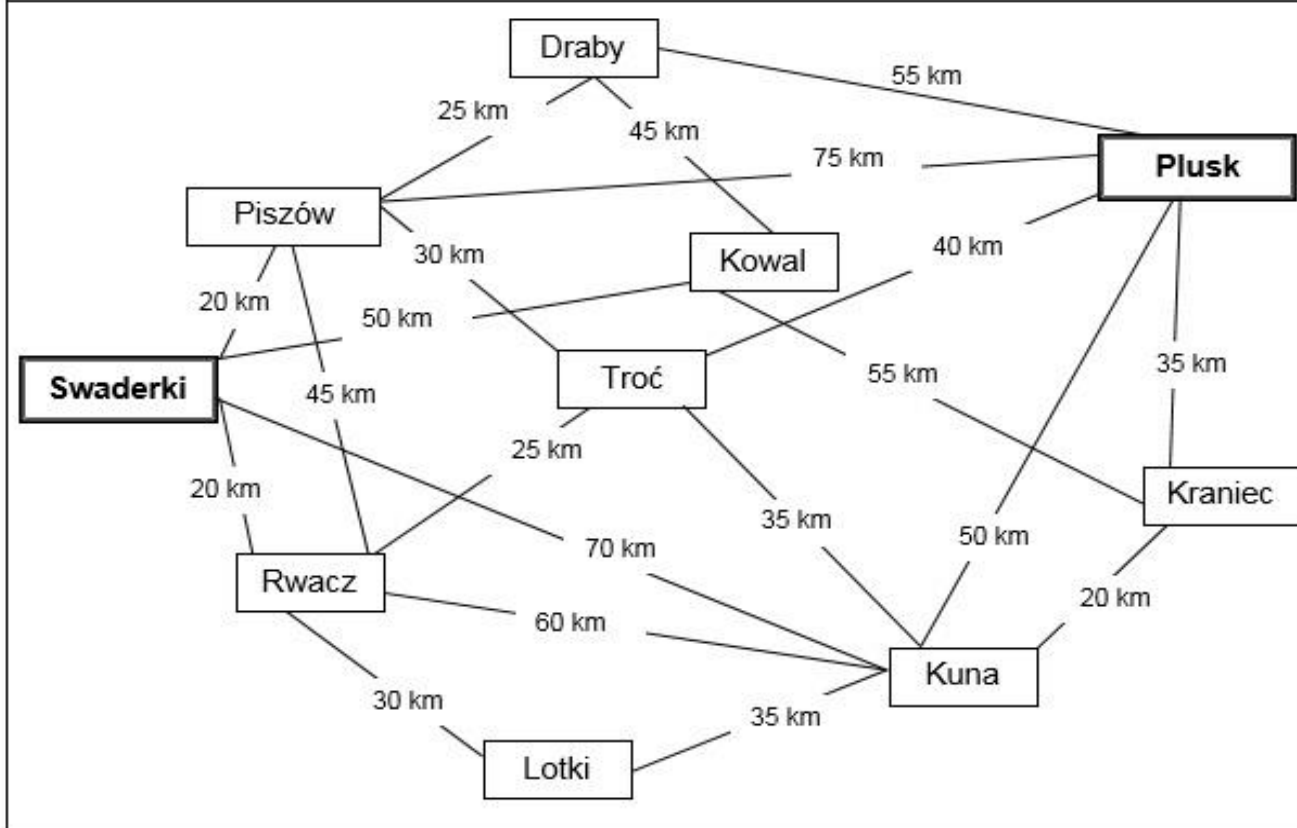 Draby
55 km
25 km
45 km
75 km
Plusk
Piszów
30 km
Kowal
40 km
20 km
50 km
Swaderki
45 km
Troć
55 km
35 km
25 km
20 km
Kraniec
35 km
70 km
50 km
Rwacz
60 km
20 km
Kuna
30 km
35 km
Lotki